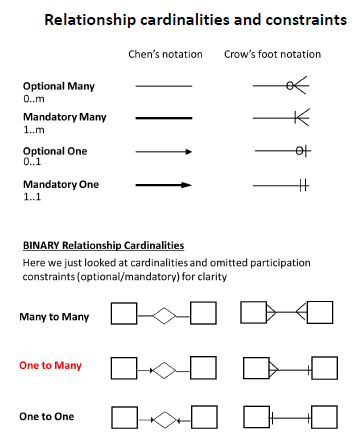 Relationship cardinalities and constraints
Chen's notation Crow's foot notation
Optional Many
0..m
Mandatory Many
1..m
Optional One
0..1
Mandatory One
1..1
BINARY Relationship Cardinalities
Here we just looked at cardinalities and omitted participation
constraints (optional/mandatory) for clarity
Many to Many
One to Many
One to One